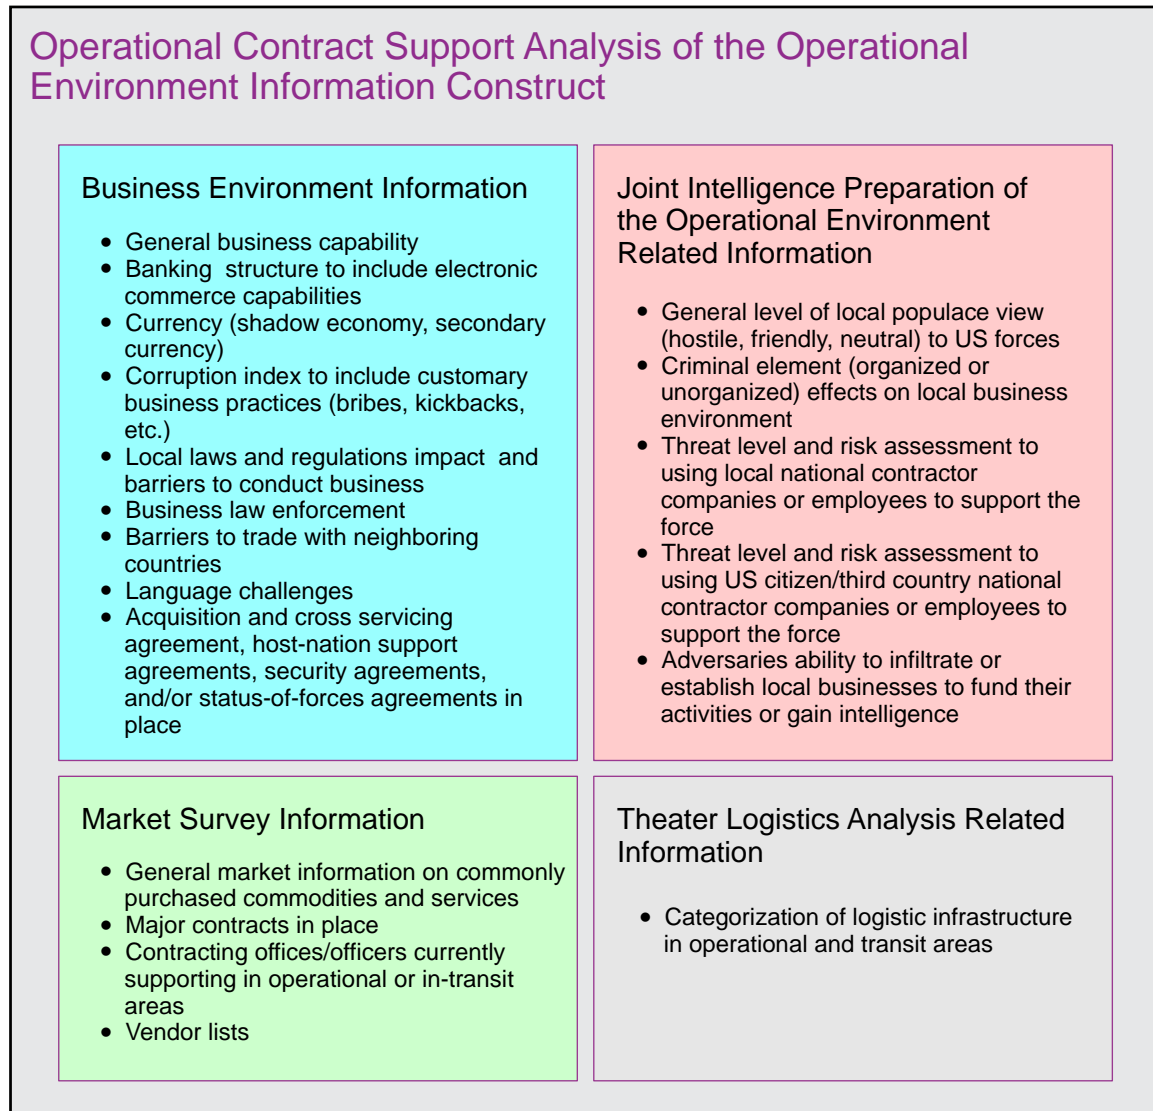 Operational Contract Support Analysis of the Operational
Environment Information Construct
Business Environment Information
• General business capability
• Banking structure to include electronic
commerce capabilities
• Currency (shadow economy, secondary
currency)
• Corruption index to include customary
business practices (bribes, kickbacks,
etc.)
• Local laws and regulations impact and
barriers to conduct business
• Business law enforcement
• Barriers to trade with neighboring
countries
• Language challenges
• Acquisition and cross servicing
agreement, host-nation support
agreements, security agreements,
and/or status-of-forces agreements in
place
Joint Intelligence Preparation of
the Operational Environment
Related Information
• General level of local populace view
(hostile, friendly, neutral) to US forces
• Criminal element (organized or
unorganized) effects on local business
environment
• Threat level and risk assessment to
using local national contractor
companies or employees to support the
force
• Threat level and risk assessment to
using US citizen/third country national
contractor companies or employees to
support the force
• Adversaries ability to infiltrate or
establish local businesses to fund their
activities or gain intelligence
Market Survey Information
• General market information on commonly
purchased commodities and services
• Major contracts in place
• Contracting offices/officers currently
supporting in operational or in-transit
areas
• Vendor lists
Theater Logistics Analysis Related
Information
• Categorization of logistic infrastructure
in operational and transit areas